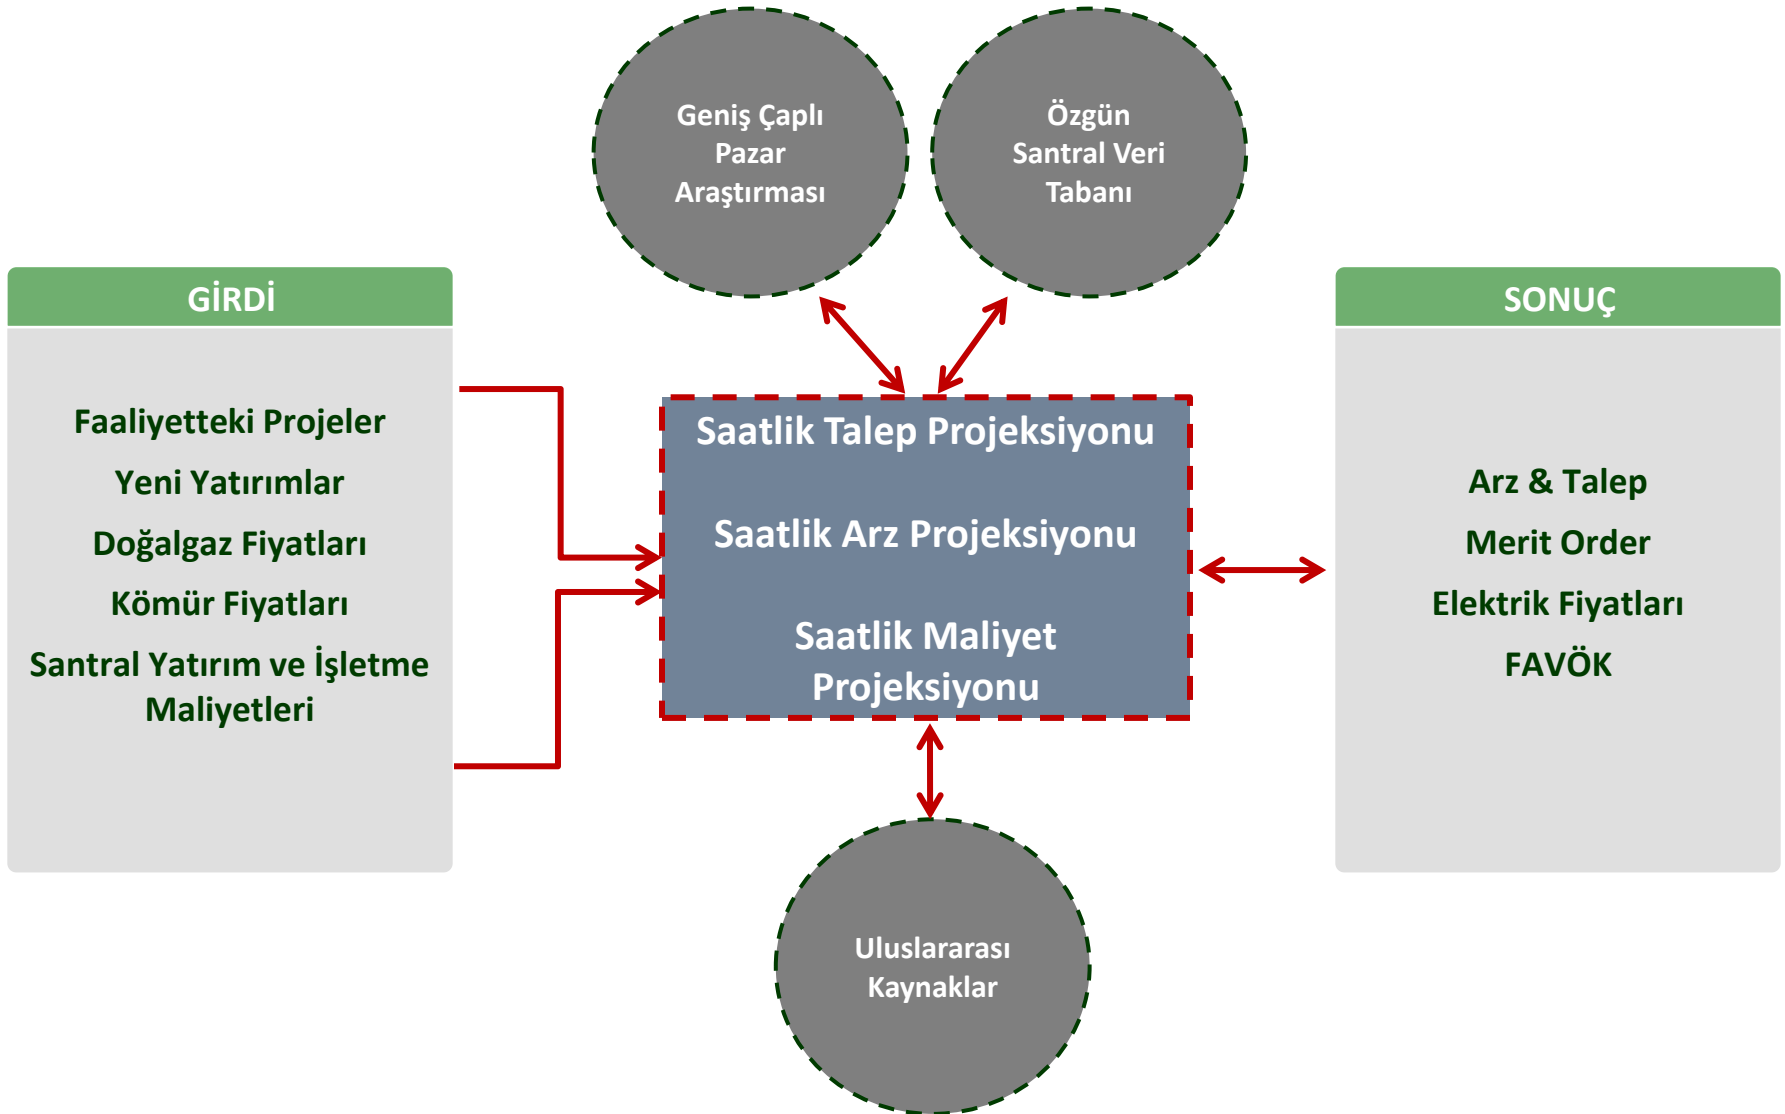 Geniş Çaplı
Pazar
Araştırması
Özgün
Santral Veri
Tabanı
GİRDİ
Faaliyetteki Projeler
Yeni Yatırımlar
Doğalgaz Fiyatları
Kömür Fiyatları
Santral Yatırım ve İşletme
Maliyetleri
Saatlik Talep Projeksiyonu
Saatlik Arz Projeksiyonu
Saatlik Maliyet
Projeksiyonu
SONUÇ
Arz & Talep
Merit Order
Elektrik Fiyatları
FAVÖK
Uluslararası
Kaynaklar